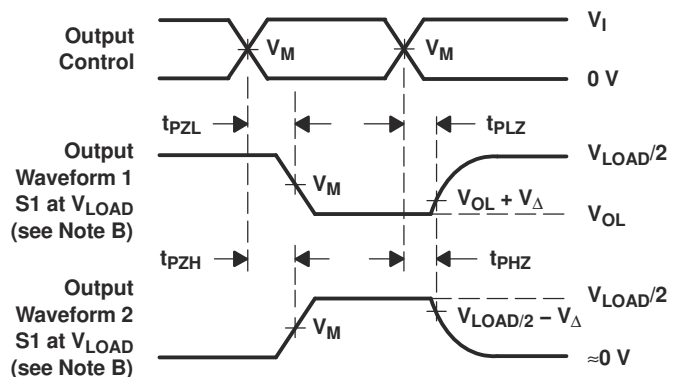 Output
Control
V_M
V_M
V_I
0 V
t_PZL
t_PLZ
Output
Waveform 1
S1 at V_LOAD
(see Note B)
V_M
V_LOAD/2
V_OL + V_Δ
V_OL
t_PZH
t_PHZ
Output
Waveform 2
S1 at V_LOAD
(see Note B)
V_M
V_LOAD/2
V_LOAD/2 − V_Δ
≈0 V